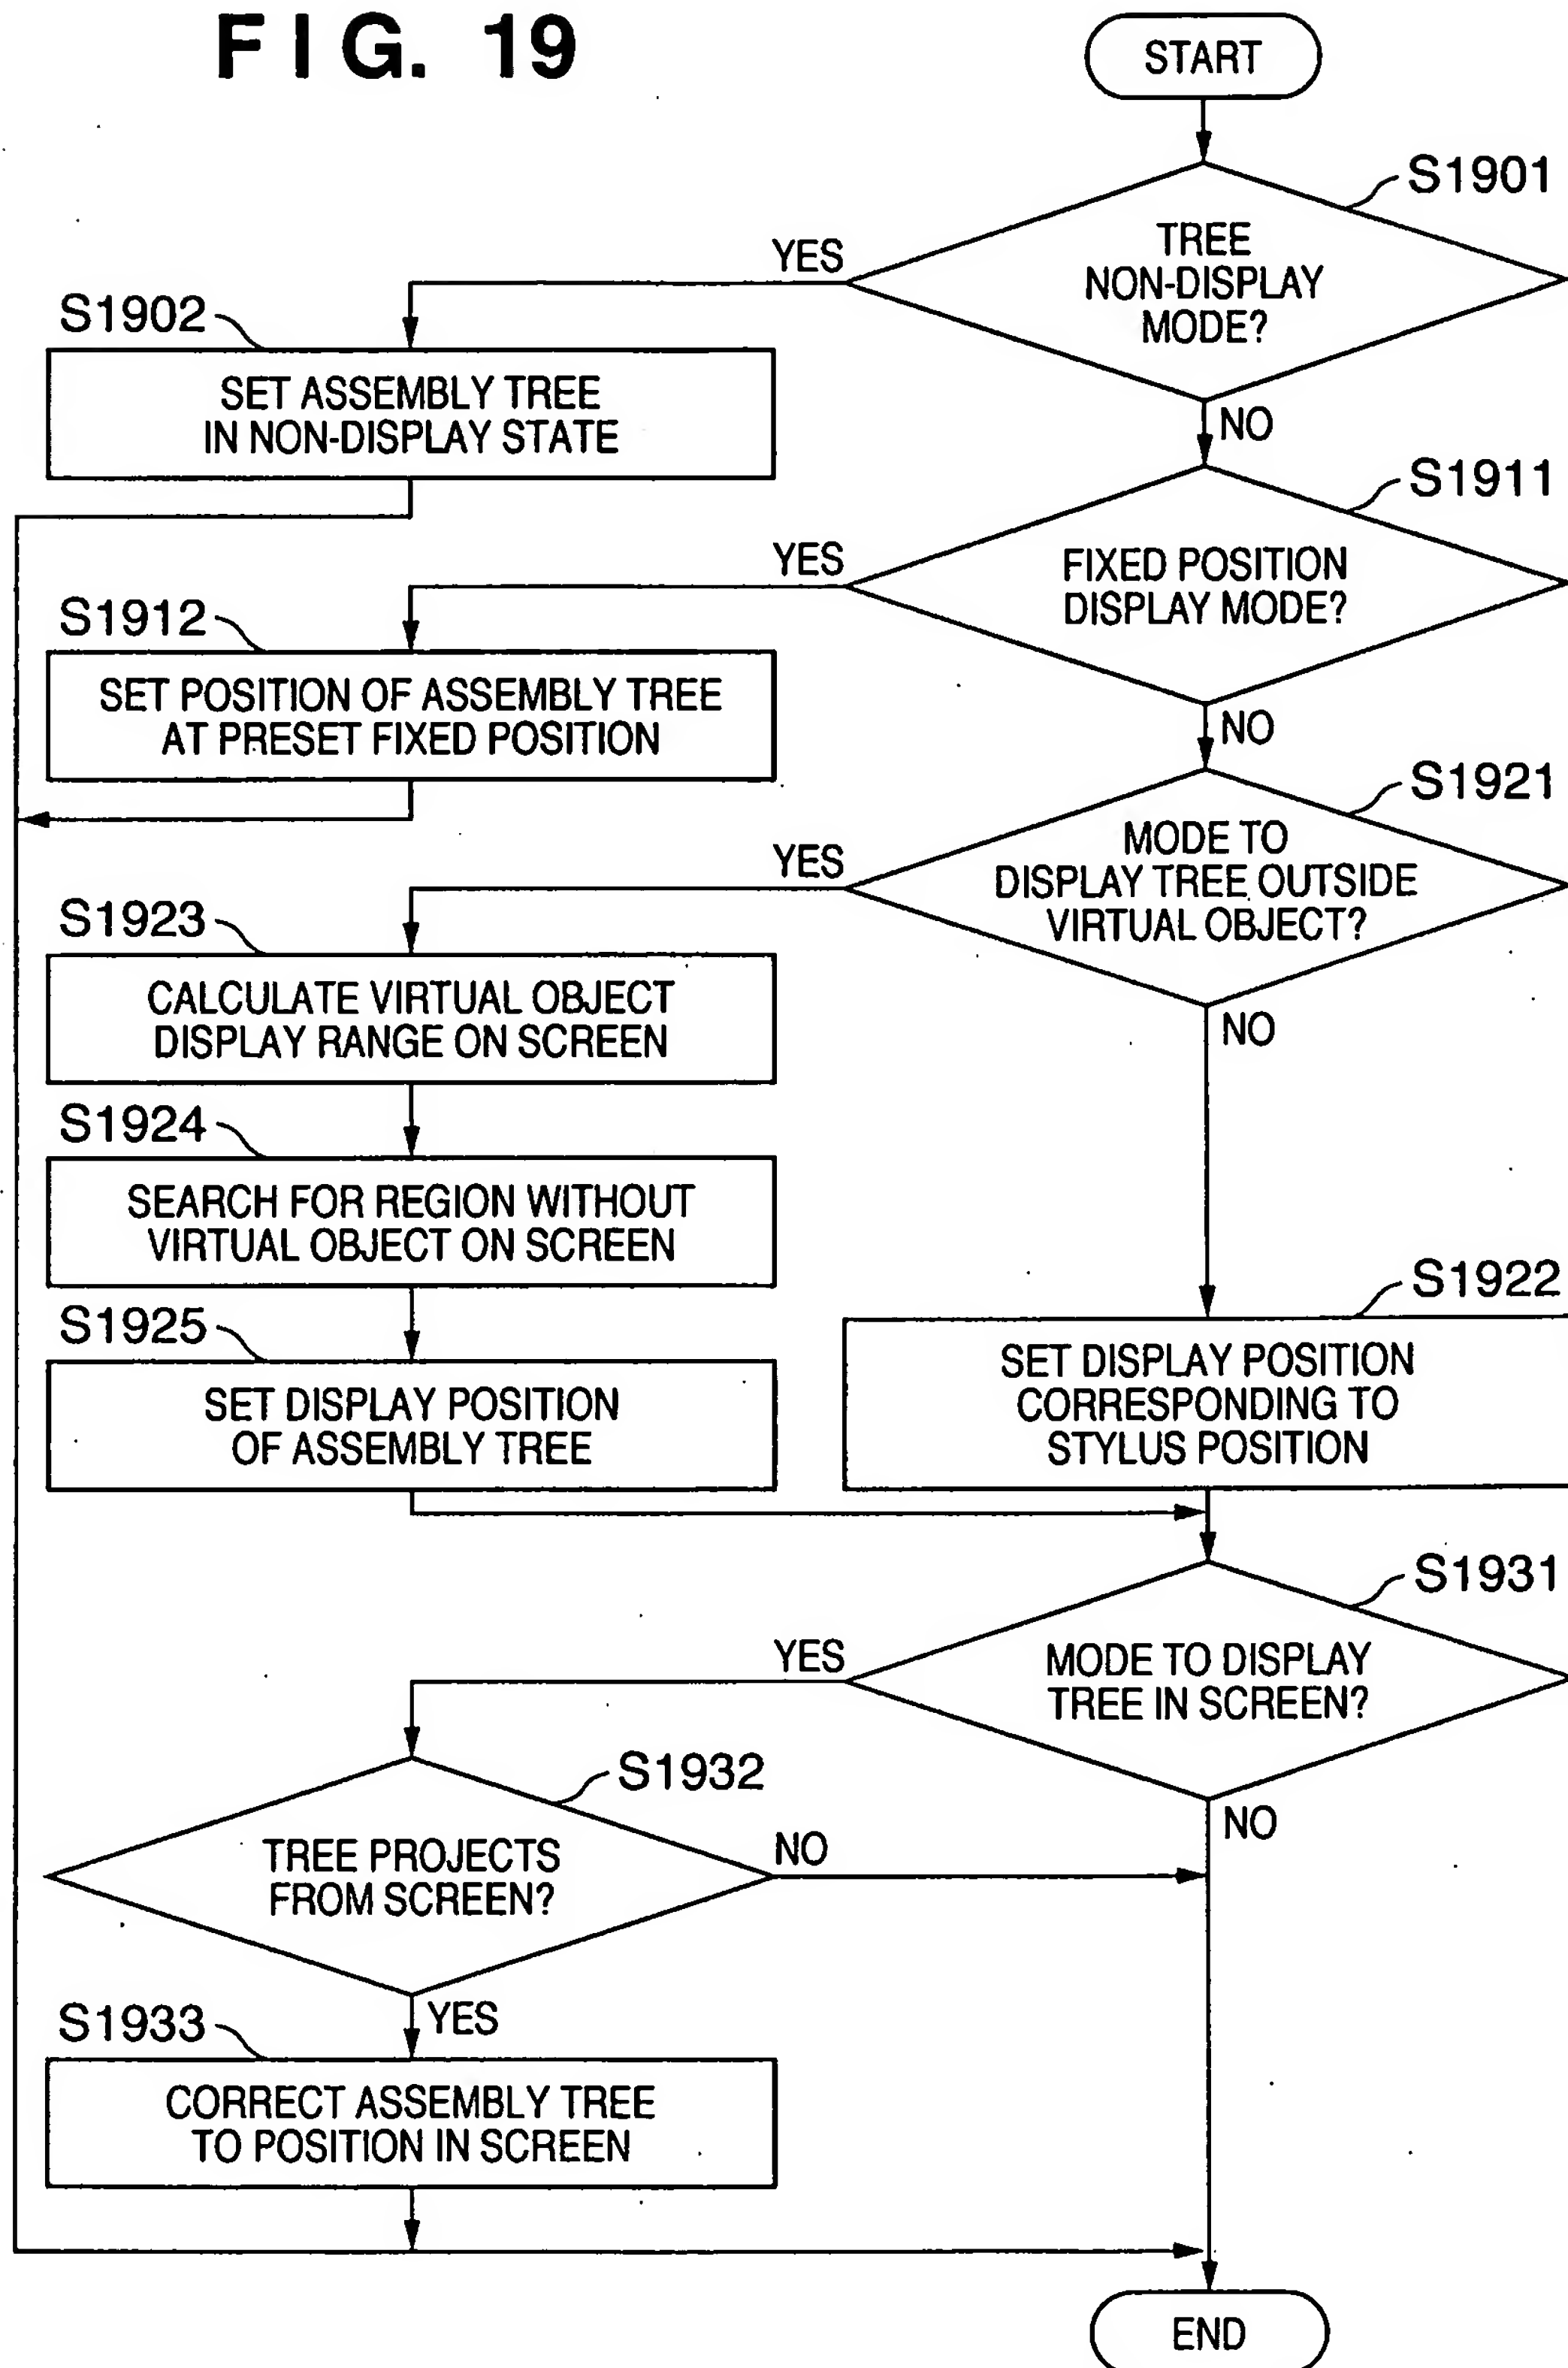 FIG. 19
START
S1901
TREE
NON-DISPLAY
MODE?
YES
NO
S1902
SET ASSEMBLY TREE
IN NON-DISPLAY STATE
S1911
FIXED POSITION
DISPLAY MODE?
YES
NO
S1912
SET POSITION OF ASSEMBLY TREE
AT PRESET FIXED POSITION
S1921
MODE TO
DISPLAY TREE OUTSIDE
VIRTUAL OBJECT?
YES
NO
S1923
CALCULATE VIRTUAL OBJECT
DISPLAY RANGE ON SCREEN
S1924
SEARCH FOR REGION WITHOUT
VIRTUAL OBJECT ON SCREEN
S1925
SET DISPLAY POSITION
OF ASSEMBLY TREE
S1922
SET DISPLAY POSITION
CORRESPONDING TO
STYLUS POSITION
S1931
MODE TO DISPLAY
TREE IN SCREEN?
YES
NO
S1932
TREE PROJECTS
FROM SCREEN?
NO
YES
S1933
CORRECT ASSEMBLY TREE
TO POSITION IN SCREEN
END